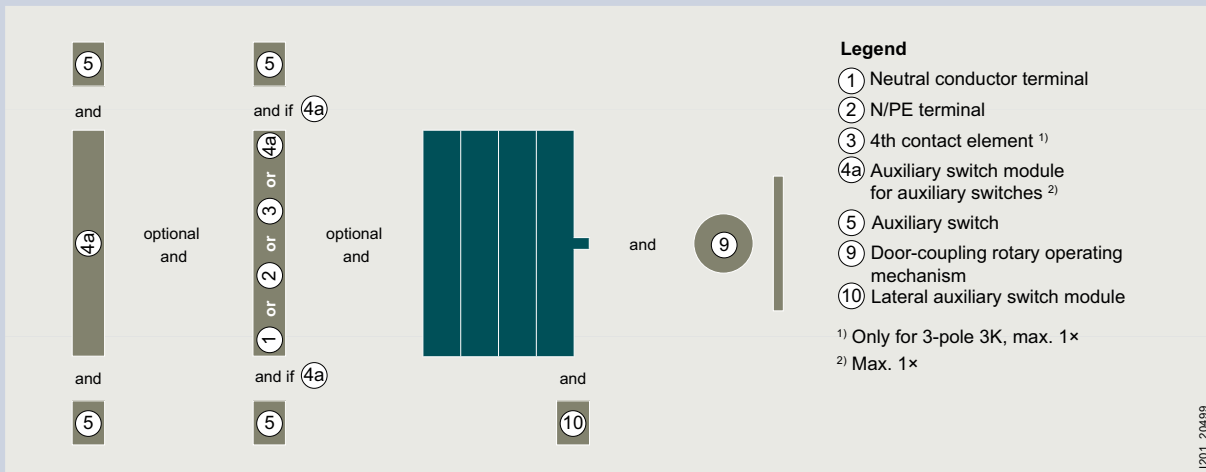 5
5
and
and if 4a
4a
optional
and
1 or 2 or 3 or 4a
optional
and
and
9
and
and if 4a
and
5
5
10
Legend
1 Neutral conductor terminal
2 N/PE terminal
3 4th contact element 1)
4a Auxiliary switch module
for auxiliary switches 2)
5 Auxiliary switch
9 Door-coupling rotary operating
mechanism
10 Lateral auxiliary switch module
1) Only for 3-pole 3K, max. 1×
2) Max. 1×
I201_20499